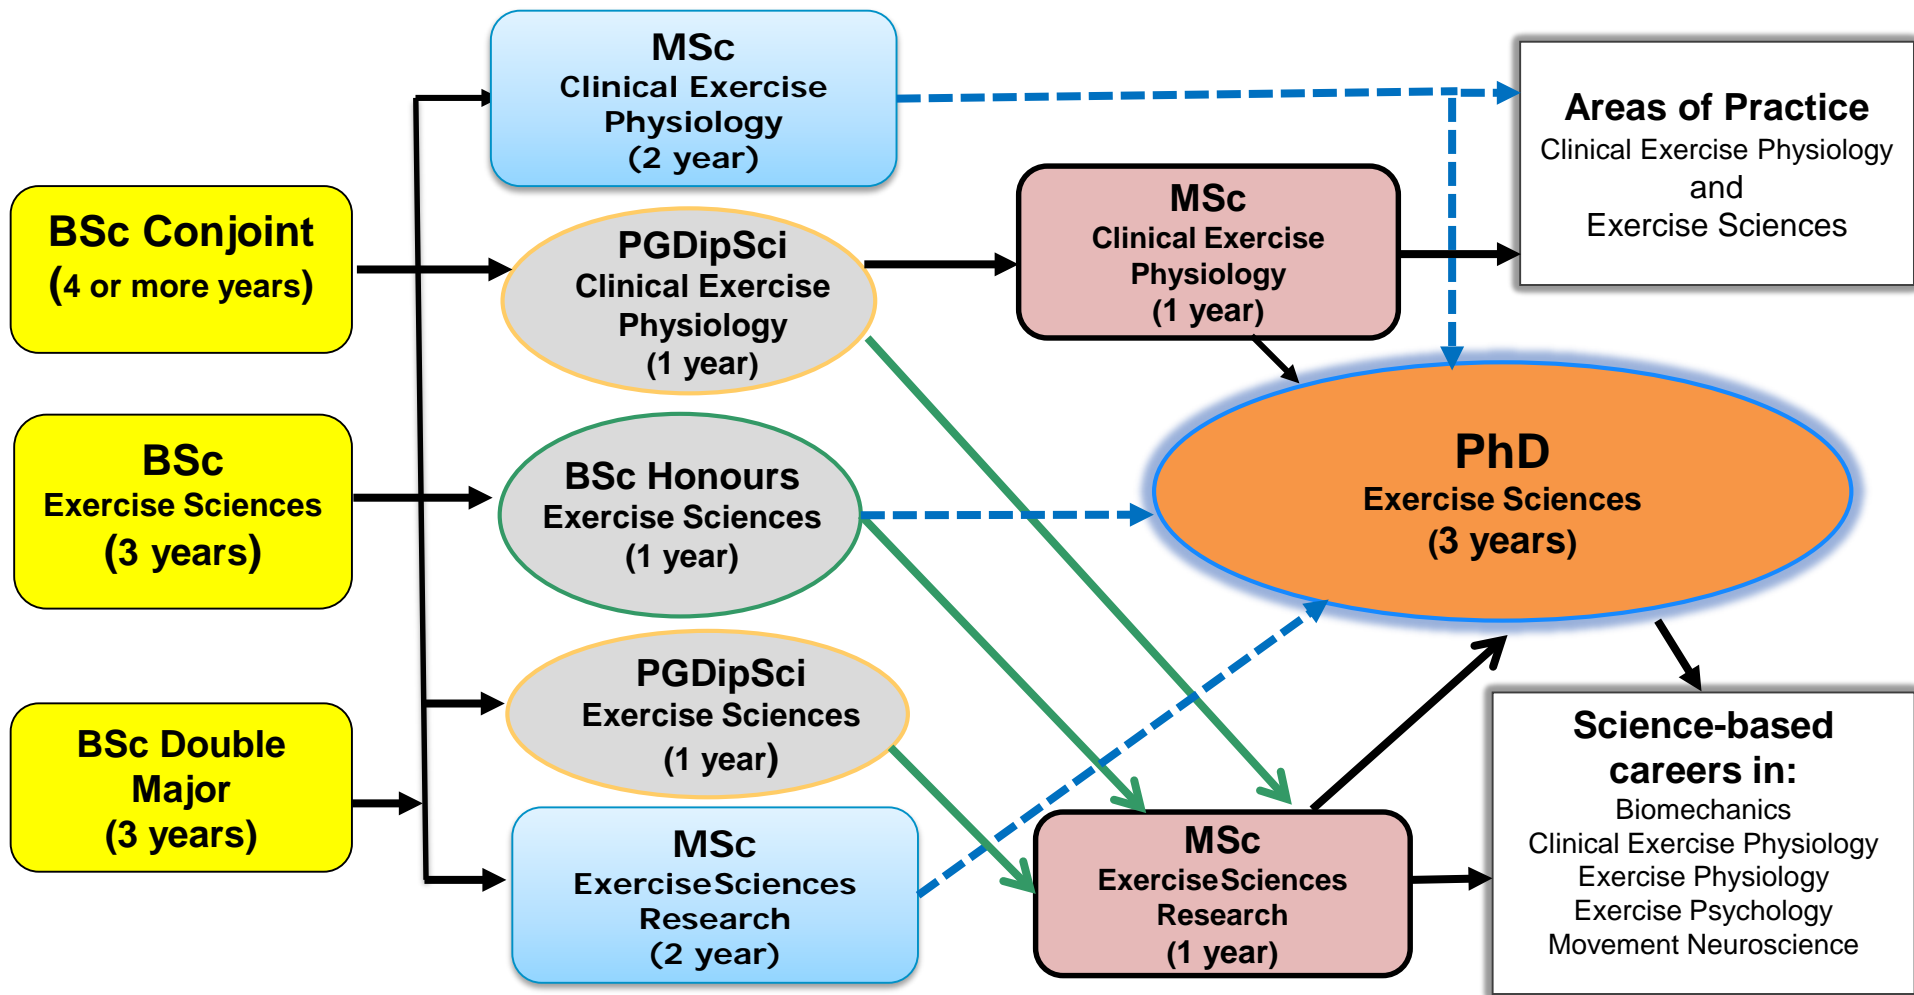 BSc Conjoint
(4 or more years)
BSc
Exercise Sciences
(3 years)
BSc Double
Major
(3 years)
MSc
Clinical Exercise
Physiology
(2 year)
PGDipSci
Clinical Exercise
Physiology
(1 year)
BSc Honours
Exercise Sciences
(1 year)
PGDipSci
Exercise Sciences
(1 year)
MSc
Exercise Sciences
Research
(2 year)
MSc
Clinical Exercise
Physiology
(1 year)
MSc
Exercise Sciences
Research
(1 year)
Areas of Practice
Clinical Exercise Physiology
and
Exercise Sciences
PhD
Exercise Sciences
(3 years)
Science-based
careers in:
Biomechanics
Clinical Exercise Physiology
Exercise Physiology
Exercise Psychology
Movement Neuroscience